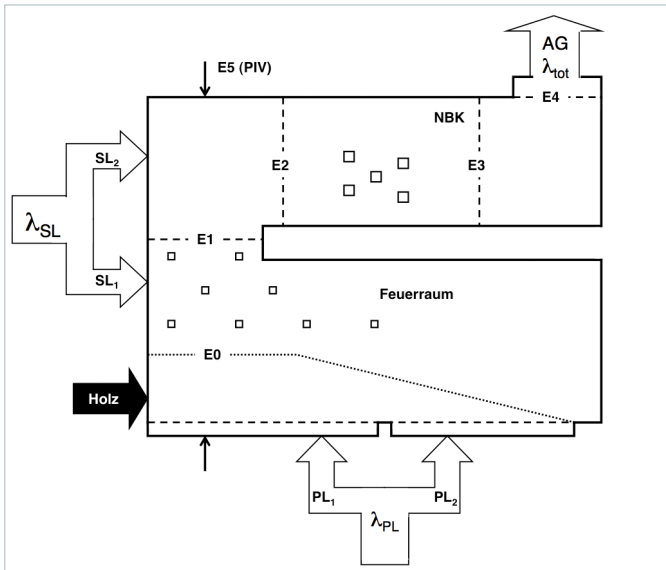 AG
λtot
E5 (PIV)
E4
NBK
SL2
E2
E3
λSL
E1
SL1
Feuerraum
E0
Holz
PL1
PL2
λPL